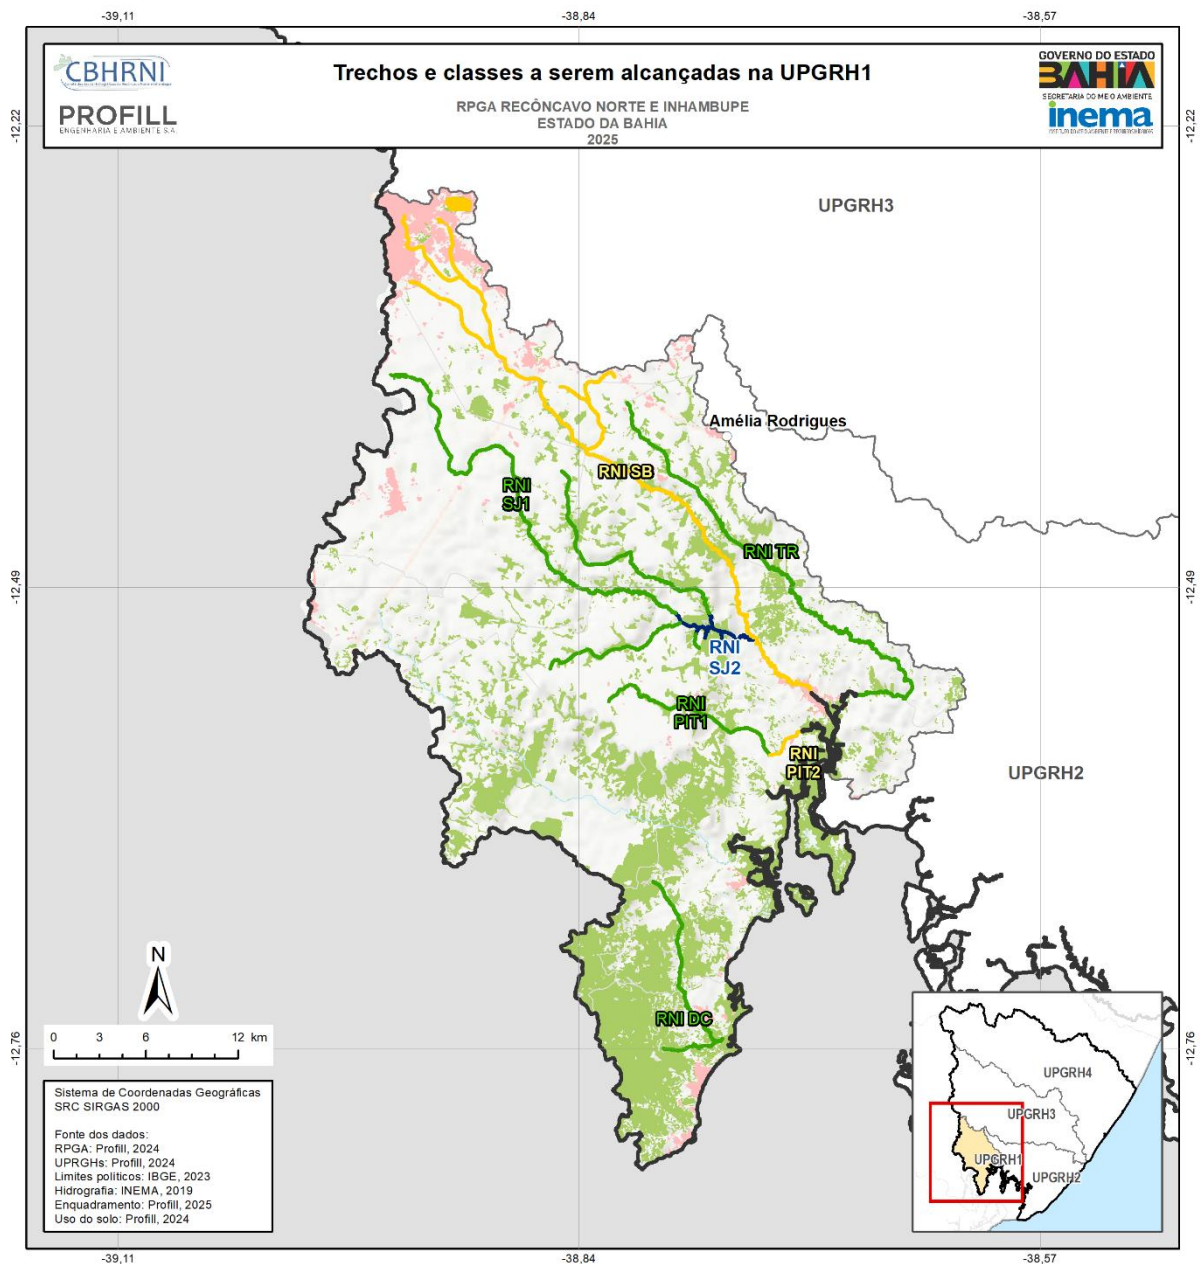 -39,11
-38,84
-38,57
CBHRNI
PROFILL
ENGENHARIA E AMBIENTE S.A.
Trechos e classes a serem alcançadas na UPGRH1
RPGA RECÔNCAVO NORTE E INHAMBUPE
ESTADO DA BAHIA
2025
GOVERNO DO ESTADO
BAHIA
SECRETARIA DO MEIO AMBIENTE
inema
-12,22
-12,22
UPGRH3
Amélia Rodrigues
RNI SB
RNI
SJ1
RNI TR
-12,49
-12,49
RNI
SJ2
RNI
PIT1
RNI
PIT2
UPGRH2
RNI DC
N
0 3 6 12 km
-12,76
-12,76
Sistema de Coordenadas Geográficas
SRC SIRGAS 2000
Fonte dos dados:
RPGA: Profill, 2024
UPRGHs: Profill, 2024
Limites políticos: IBGE, 2023
Hidrografia: INEMA, 2019
Enquadramento: Profill, 2025
Uso do solo: Profill, 2024
UPGRH4
UPGRH3
UPGRH1
UPGRH2
-39,11
-38,84
-38,57